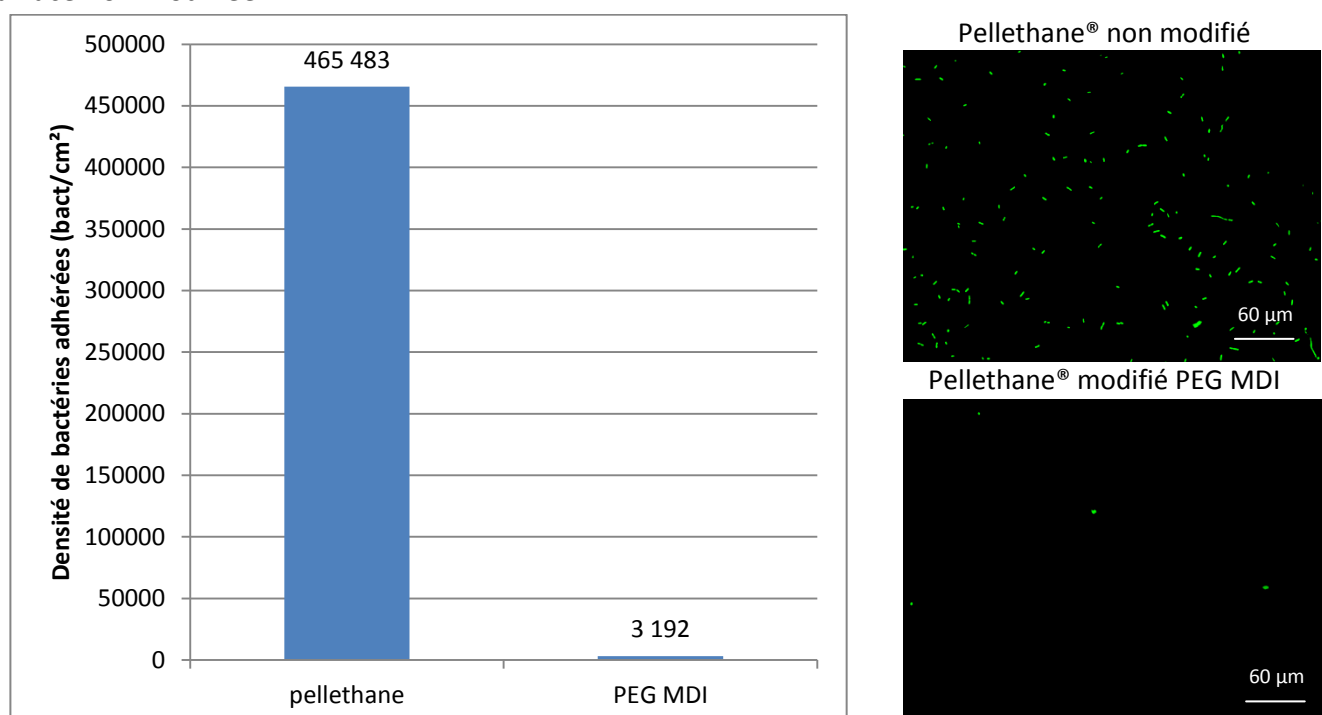 500000
450000
400000
350000
300000
250000
200000
150000
100000
50000
0
Densité de bactéries adhérées (bact/cm²)
465 483
3 192
pellethane
PEG MDI
Pellethane® non modifié
60 µm
Pellethane® modifié PEG MDI
60 µm